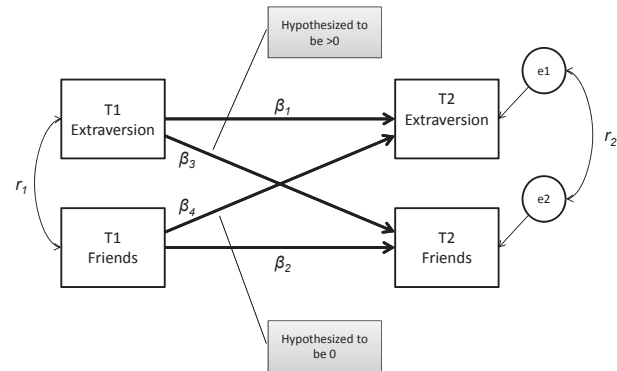 Hypothesized to
be >0
T1
Extraversion
β1
T2
Extraversion
e1
β3
r1
r2
β4
T1
Friends
β2
T2
Friends
e2
Hypothesized to
be 0